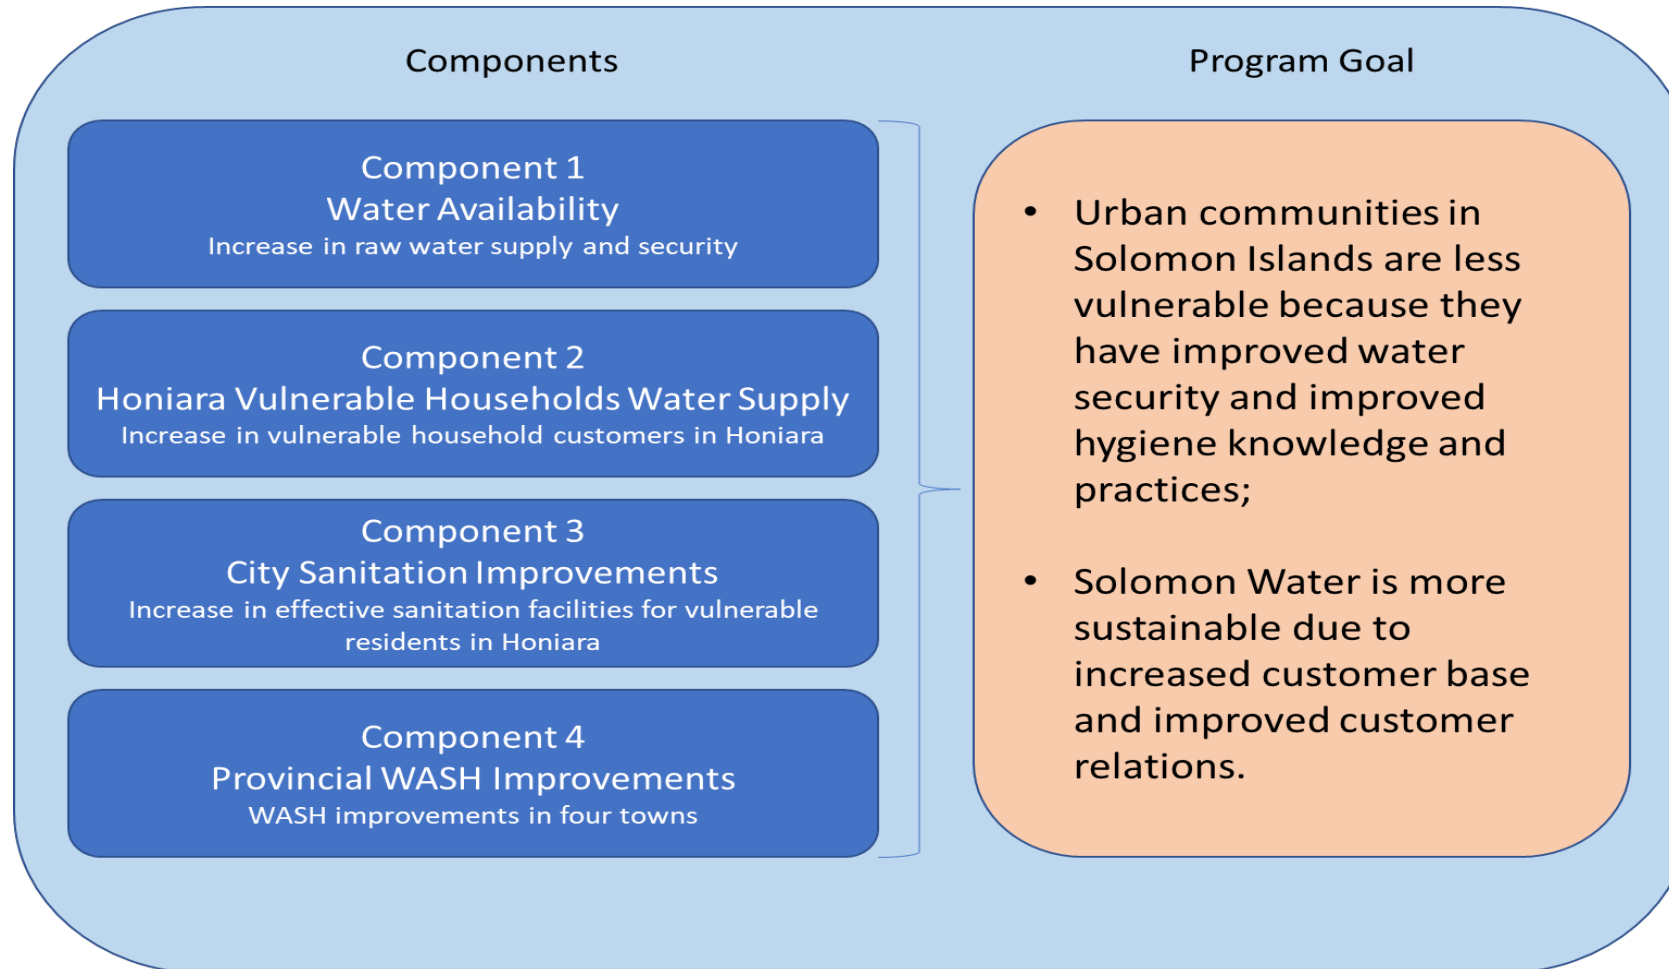 Components
Component 1
Water Availability
Increase in raw water supply and security
Component 2
Honiara Vulnerable Households Water Supply
Increase in vulnerable household customers in Honiara
Component 3
City Sanitation Improvements
Increase in effective sanitation facilities for vulnerable
residents in Honiara
Component 4
Provincial WASH Improvements
WASH improvements in four towns
Program Goal
• Urban communities in
Solomon Islands are less
vulnerable because they
have improved water
security and improved
hygiene knowledge and
practices;
• Solomon Water is more
sustainable due to
increased customer base
and improved customer
relations.